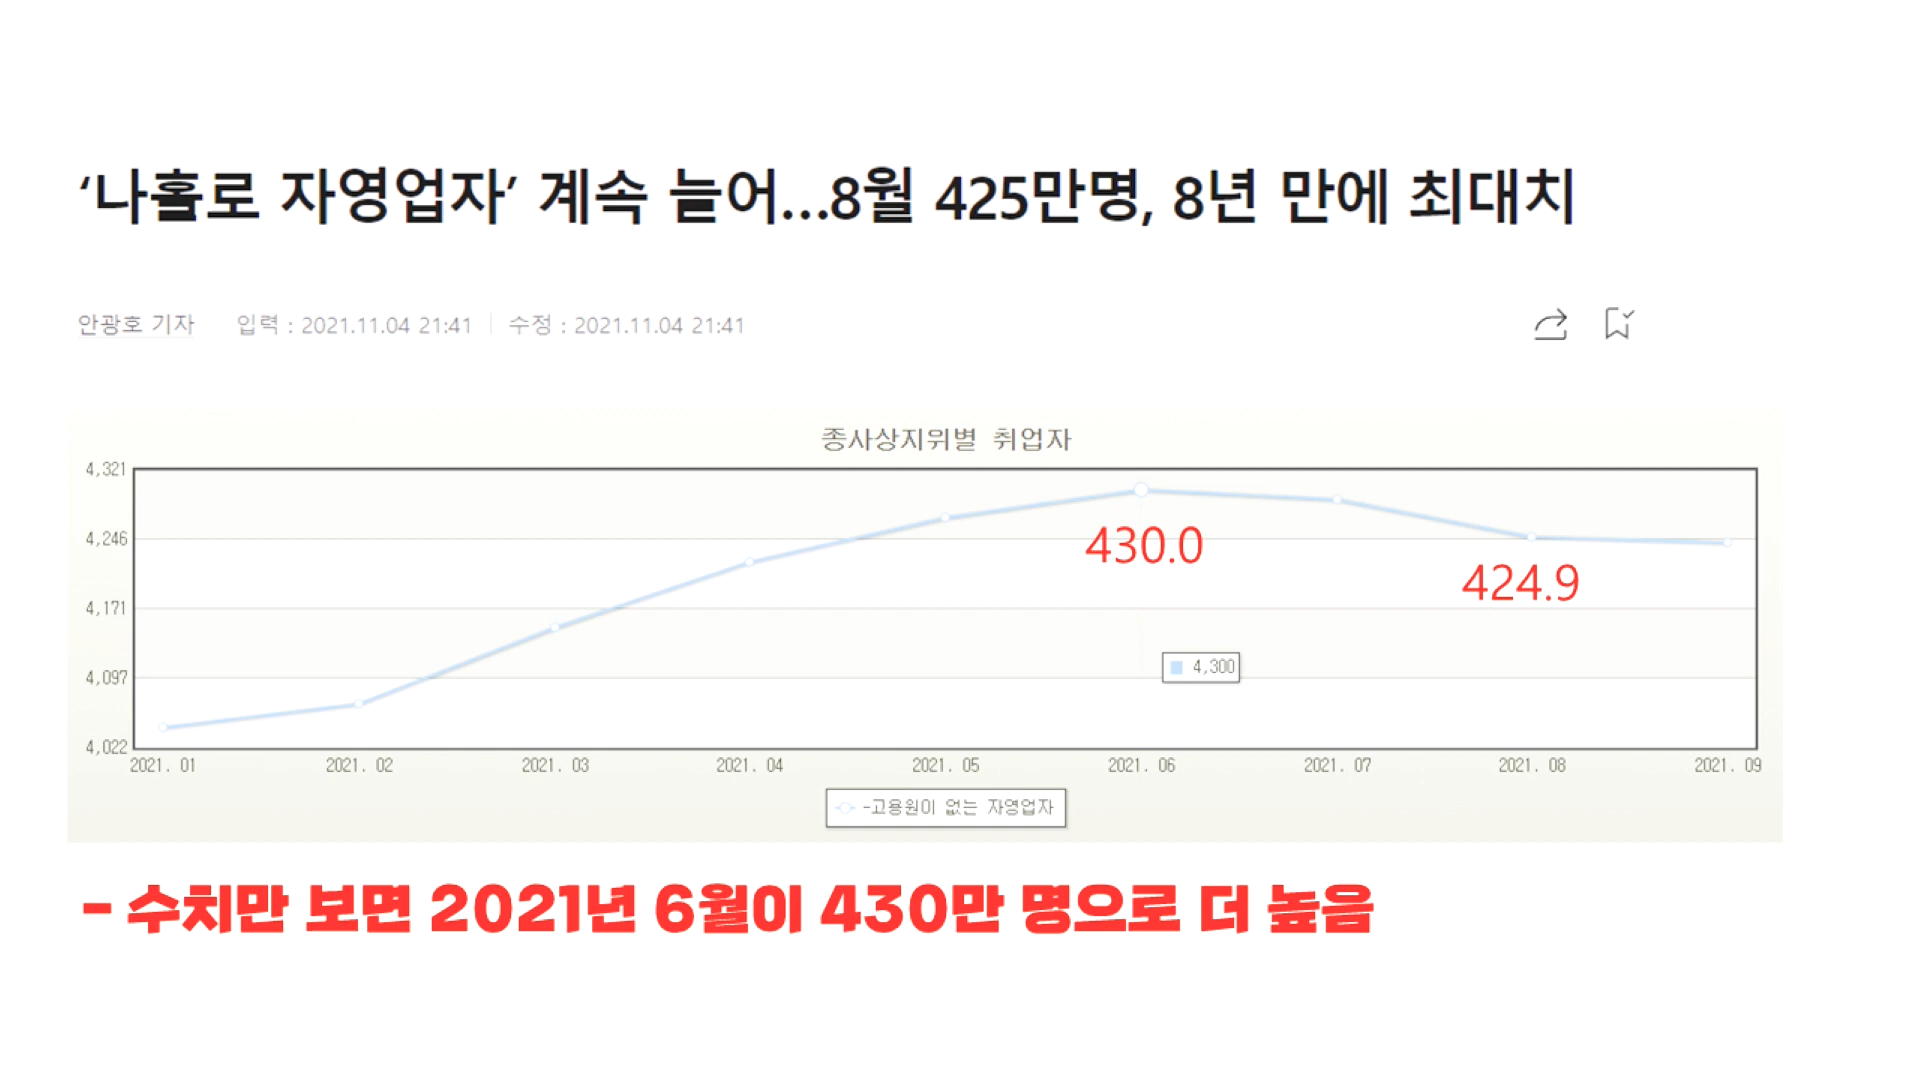 ‘나홀로 자영업자’ 계속 늘어...8월 425만명, 8년 만에 최대치
안광호 기자 입력 : 2021.11.04 21:41 수정 : 2021.11.04 21:41
종사상지위별 취업자
4,321
4,246
4,171
4,097
4,022
430.0
424.9
4,300
2021. 01 2021. 02 2021. 03 2021. 04 2021. 05 2021. 06 2021. 07 2021. 08 2021. 09
-고용원이 없는 자영업자
- 수치만 보면 2021년 6월이 430만 명으로 더 높음